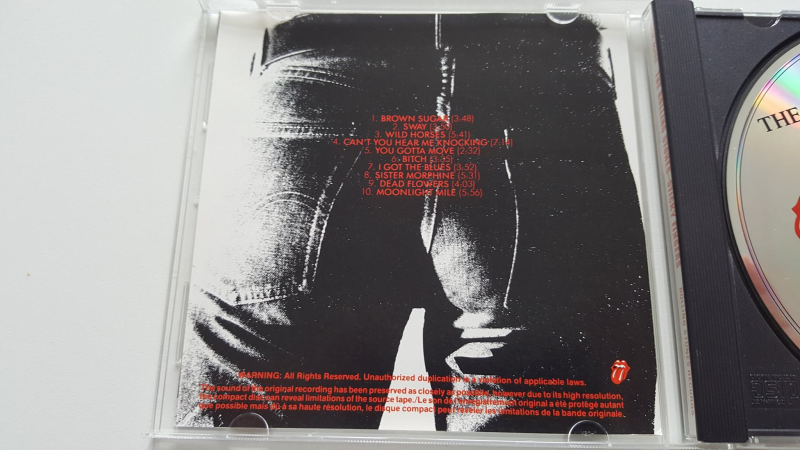 1. BROWN SUGAR (3:48)
2. SWAY
3. WILD HORSES (5:41)
4. CAN'T YOU HEAR ME KNOCKING
5. YOU GOTTA MOVE (2:32)
6. BITCH
7. I GOT THE BLUES (3:52)
8. SISTER MORPHINE (5:31)
9. DEAD FLOWERS (4:03)
10. MOONLIGHT MILE (5:56)
WARNING: All Rights Reserved. Unauthorized duplication is a violation of applicable laws.
The sound of the original recording has been preserved as closely as possible, however due to its high resolution,
the compact disc can reveal limitations of the source tape./Le son de l'enregistrement original a été protégé autant
que possible mais dû à sa haute résolution, le disque compact peut révéler les limitations de la bande originale.
THE